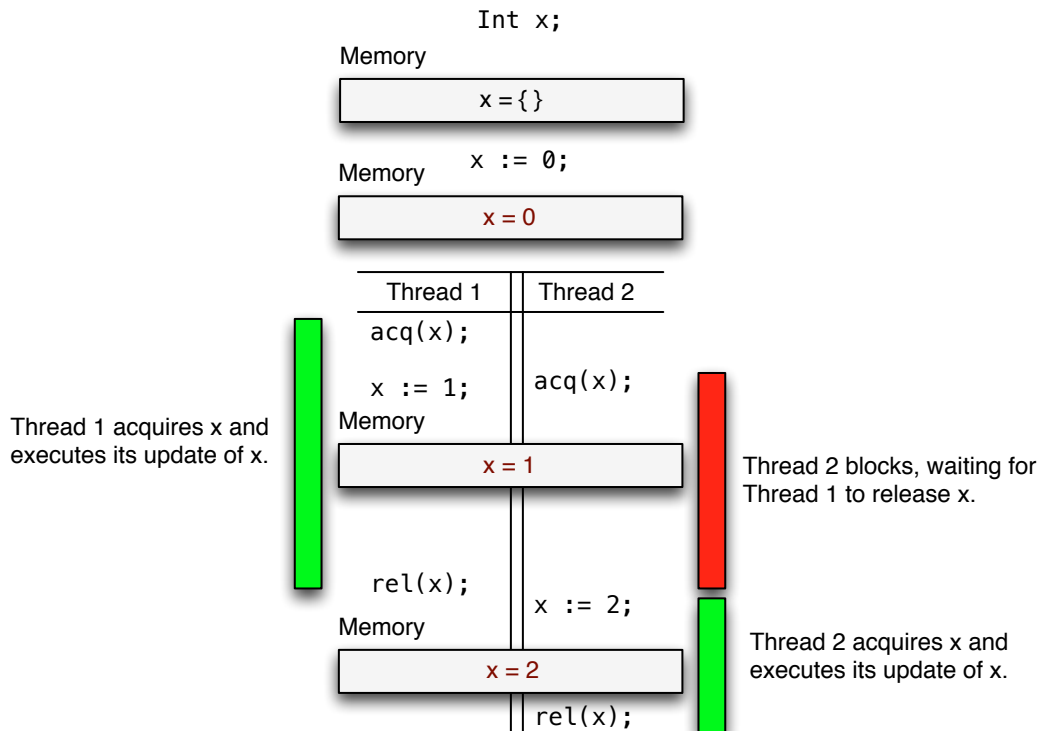 Int x;
Memory
x = { }
x := 0;
Memory
x = 0
Thread 1
Thread 2
acq(x);
x := 1;
acq(x);
Thread 1 acquires x and
executes its update of x.
Memory
x = 1
Thread 2 blocks, waiting for
Thread 1 to release x.
rel(x);
x := 2;
Memory
x = 2
Thread 2 acquires x and
executes its update of x.
rel(x);